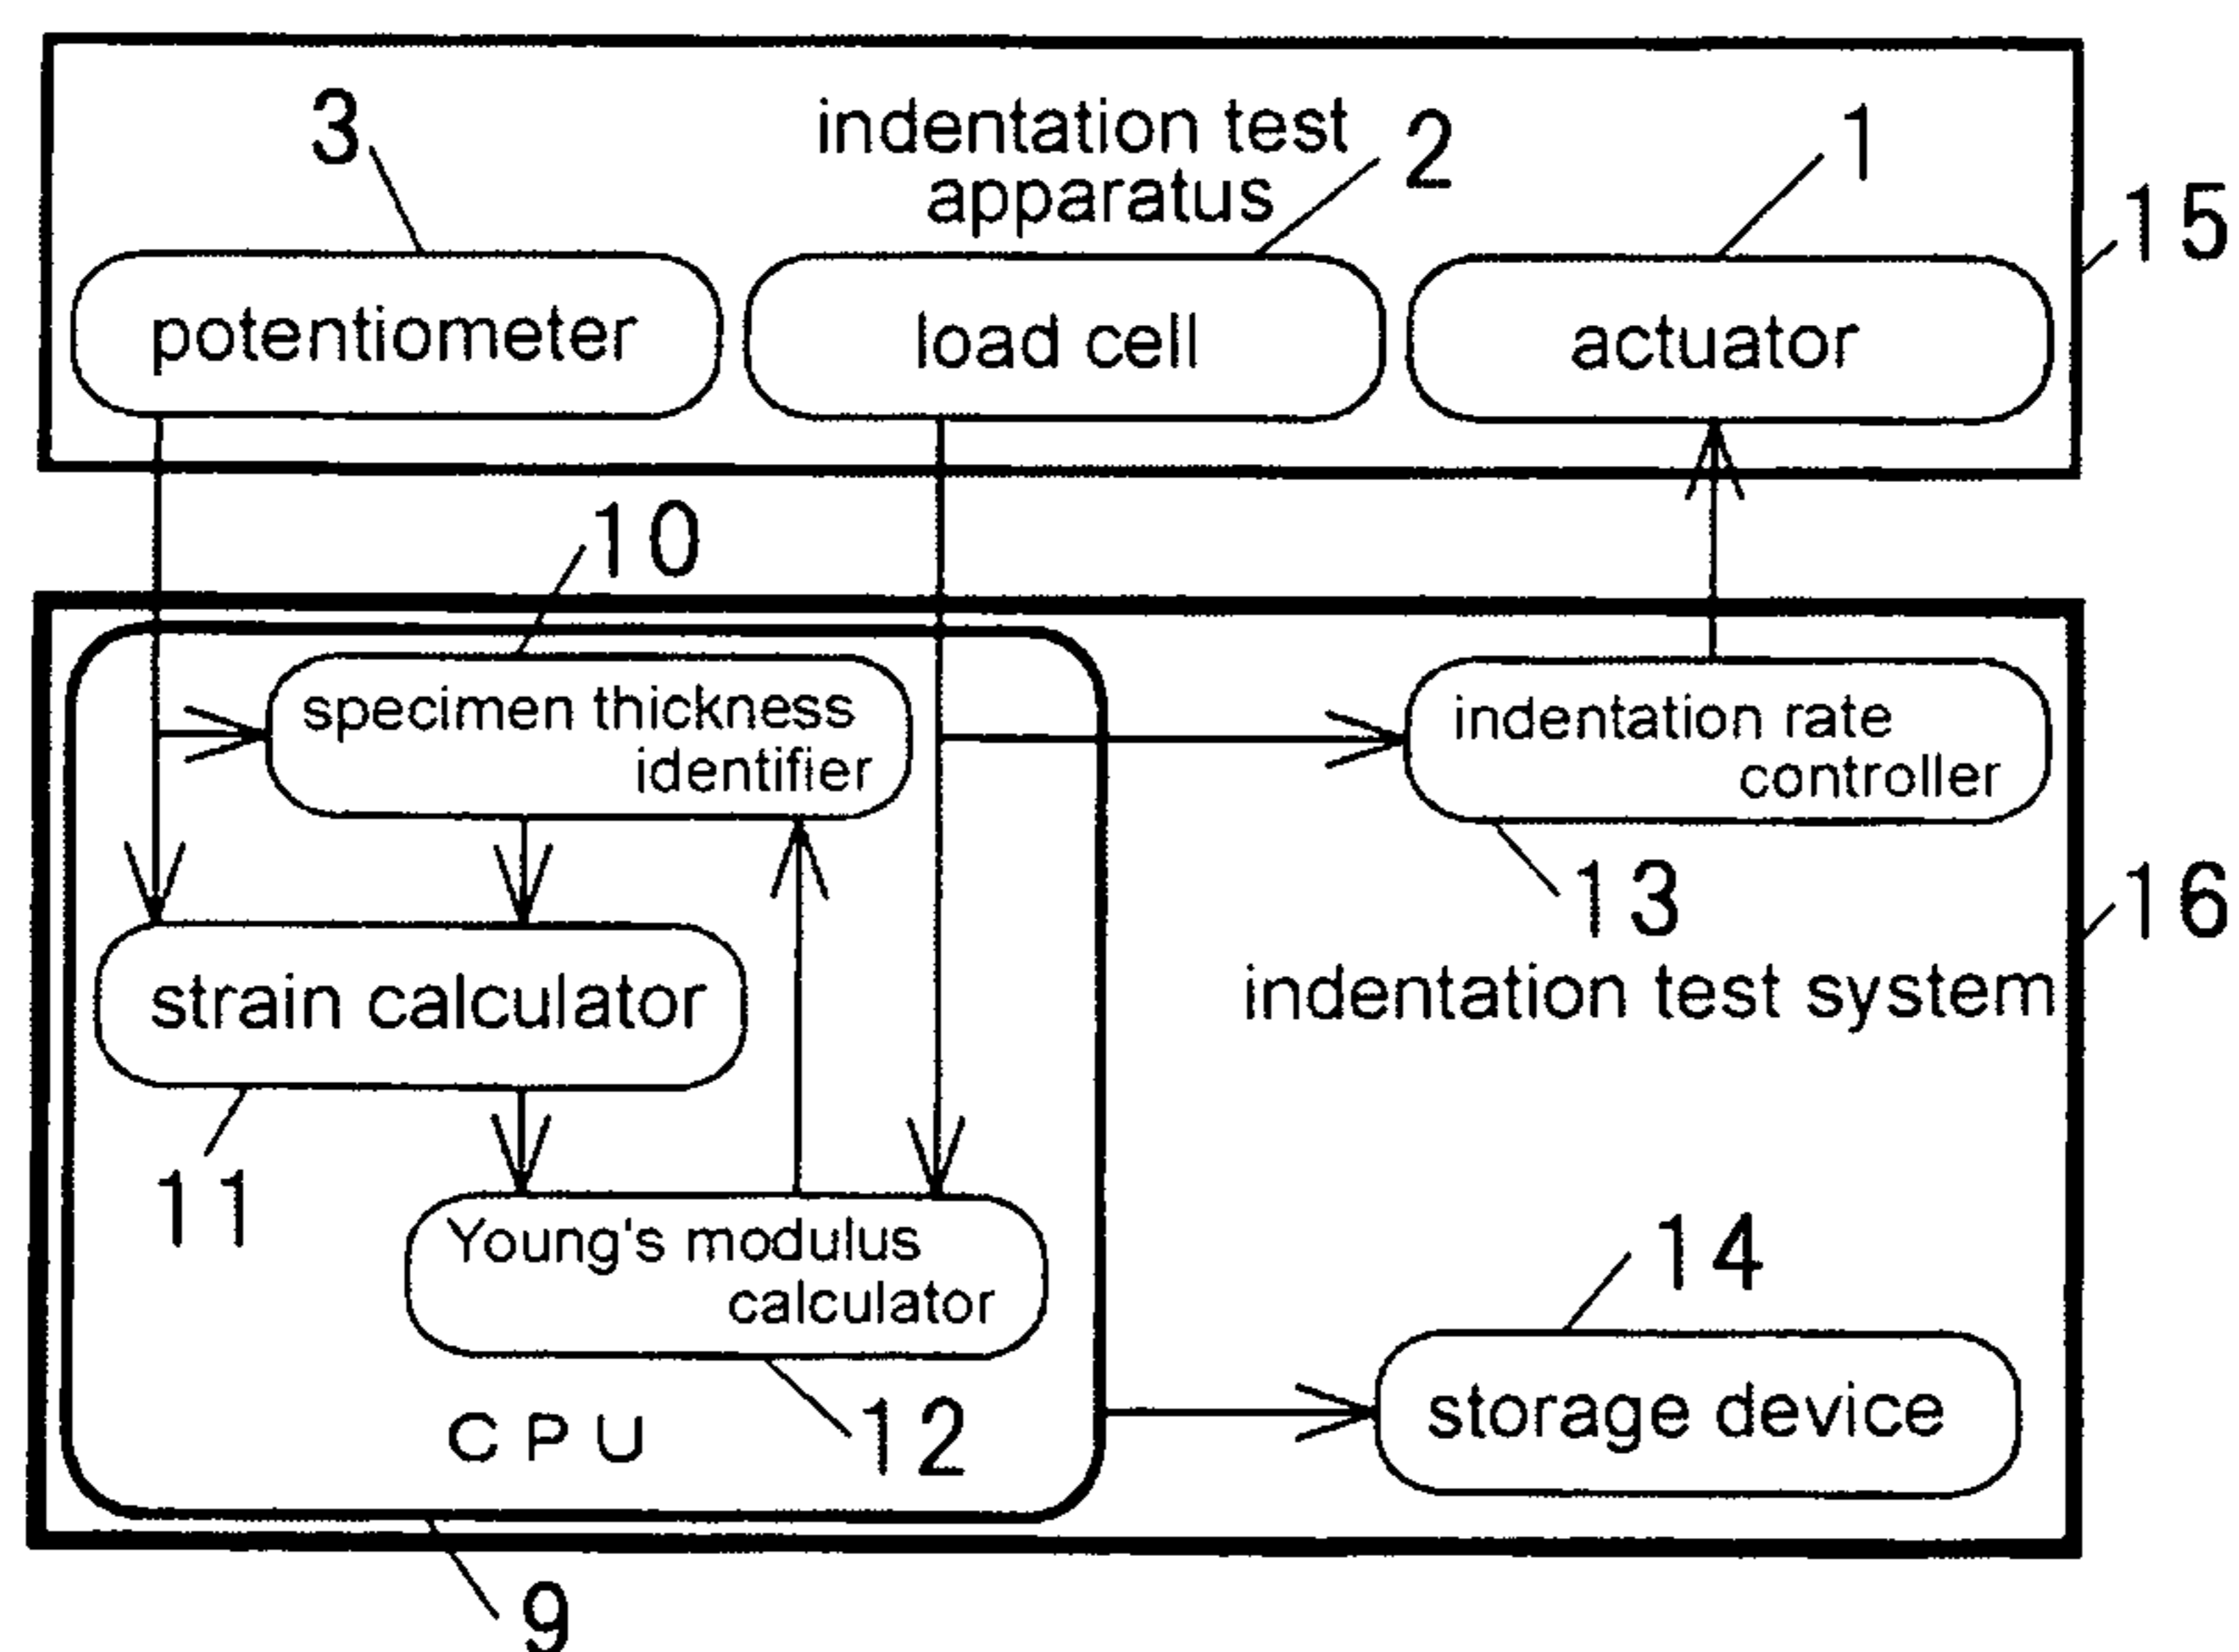 3
indentation test
apparatus
2
1
15
potentiometer
load cell
actuator
10
specimen thickness
identifier
indentation rate
controller
13
16
strain calculator
indentation test system
11
Young's modulus
calculator
14
12
storage device
CPU
9